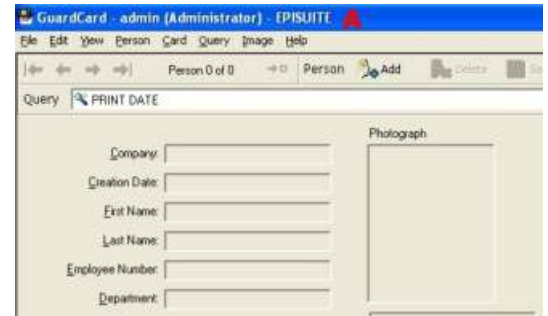 GuardCard - admin (Administrator) - EPISUITE A
File Edit View Person Card Query Image Help
Person 0 of 0 Person Add Delete
Query PRINT DATE
Photograph
Company:
Creation Date:
First Name:
Last Name:
Employee Number:
Department: